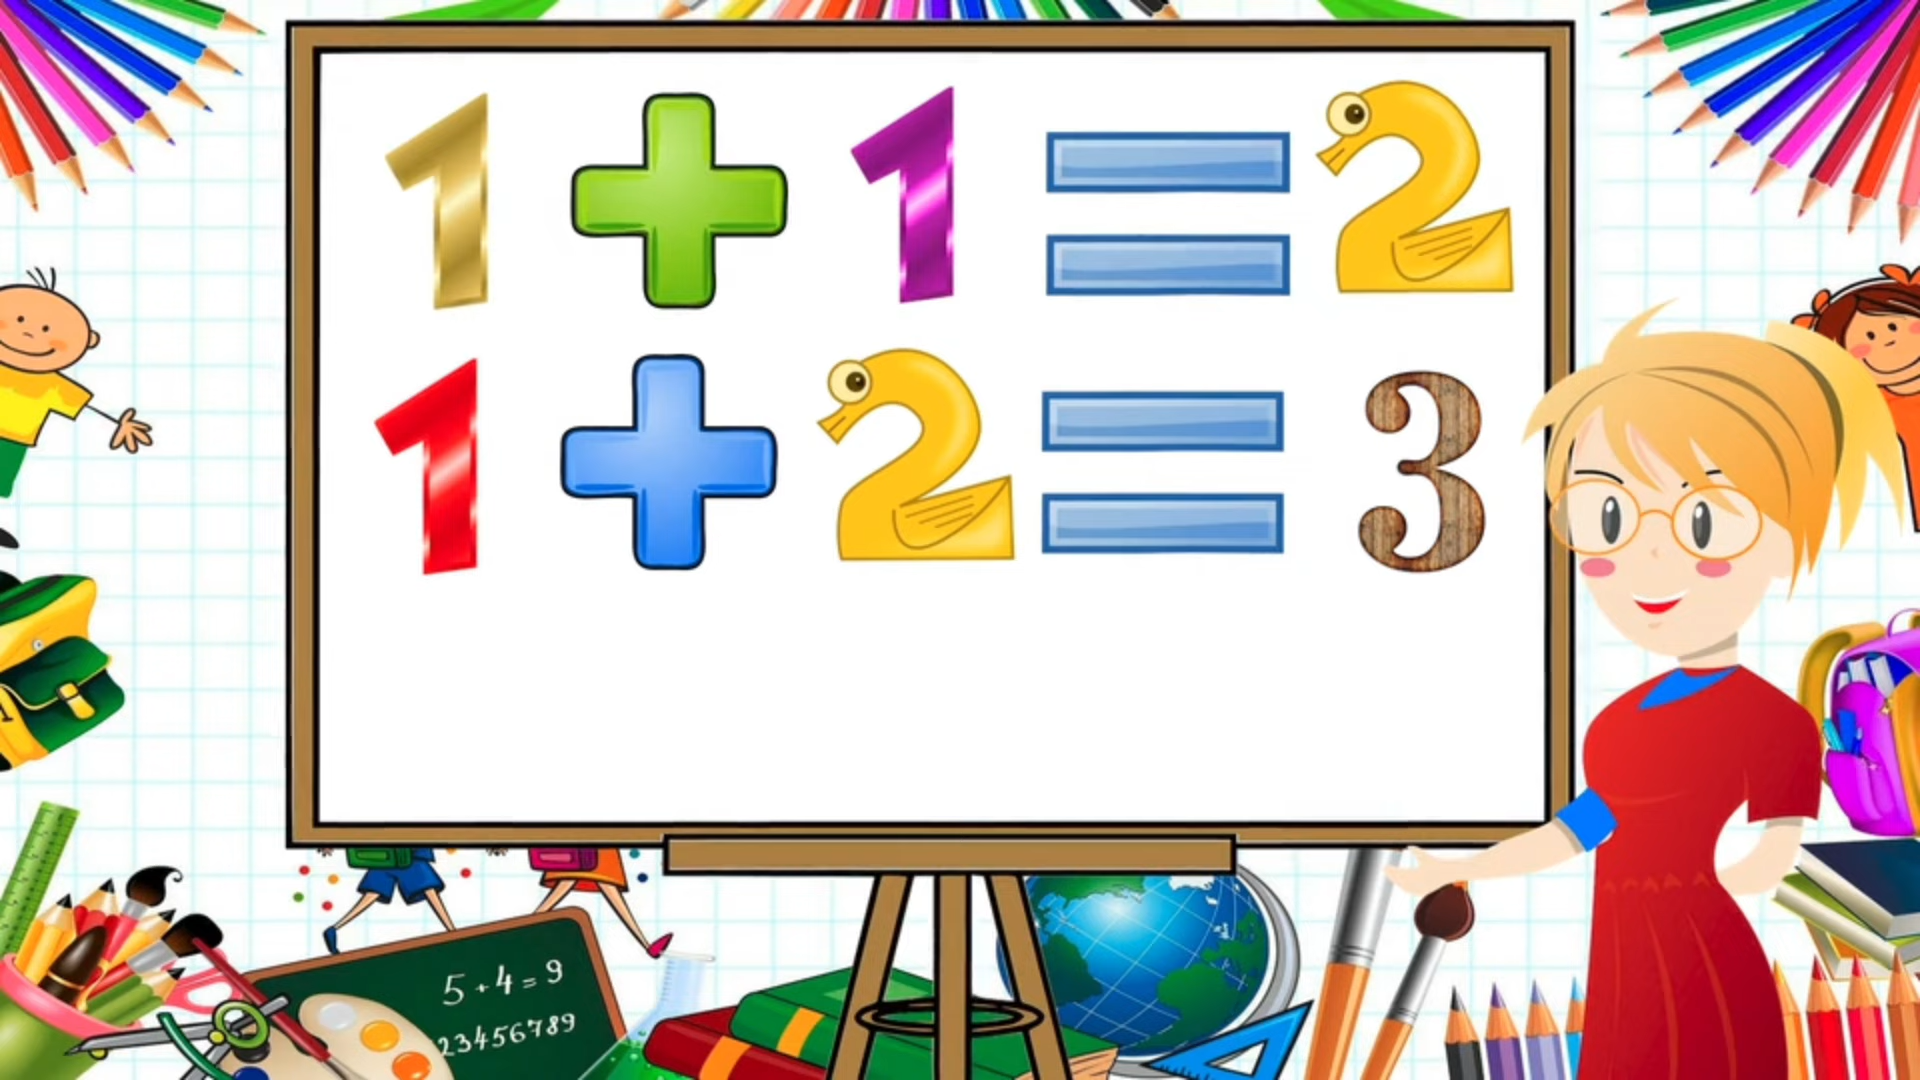 1 + 1 = 2
1 + 2 = 3
5 + 4 = 9
23456789